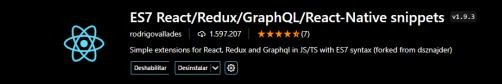 ES7 React/Redux/GraphQL/React-Native snippets v1.9.3
rodrigovallades 1.597.207 (7)
Simple extensions for React, Redux and Graphql in JS/TS with ES7 syntax (forked from dsznajder)
Deshabilitar Desinstalar